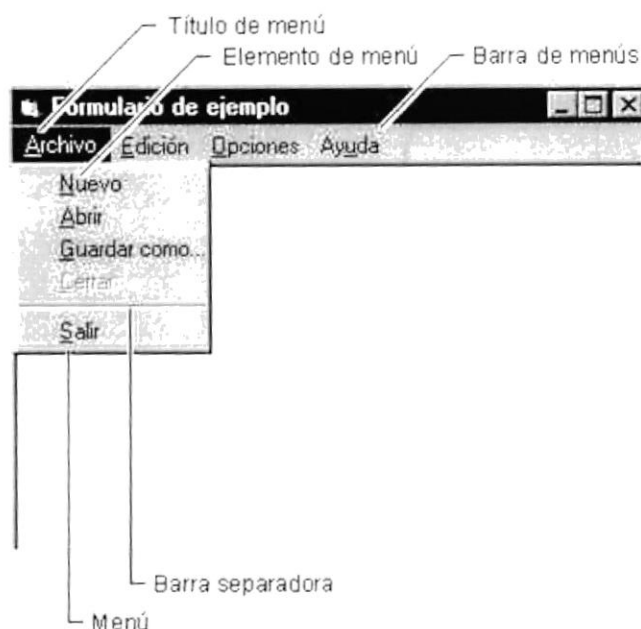 Título de menú
Elemento de menú
Barra de menús
Formulario de ejemplo
Archivo Edición Opciones Ayuda
Nuevo
Abrir
Guardar como...
Cerrar
Salir
Barra separadora
Menú